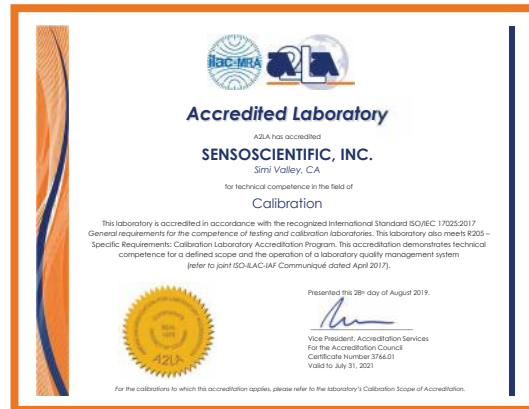 ilac-MRA
A2LA
Accredited Laboratory
A2LA has accredited
SENSOSCIENTIFIC, INC.
Simi Valley, CA
for technical competence in the field of
Calibration
This laboratory is accredited in accordance with the recognized International Standard ISO/IEC 17025:2017
General requirements for the competence of testing and calibration laboratories. This laboratory also meets R205 –
Specific Requirements: Calibration Laboratory Accreditation Program. This accreditation demonstrates technical
competence for a defined scope and the operation of a laboratory quality management system
(refer to joint ISO-ILAC-IAF Communiqué dated April 2017).
Presented this 28th day of August 2019.
Vice President, Accreditation Services
For the Accreditation Council
Certificate Number 3766.01
Valid to July 31, 2021
SEAL
A2LA
For the calibrations to which this accreditation applies, please refer to the laboratory's Calibration Scope of Accreditation.